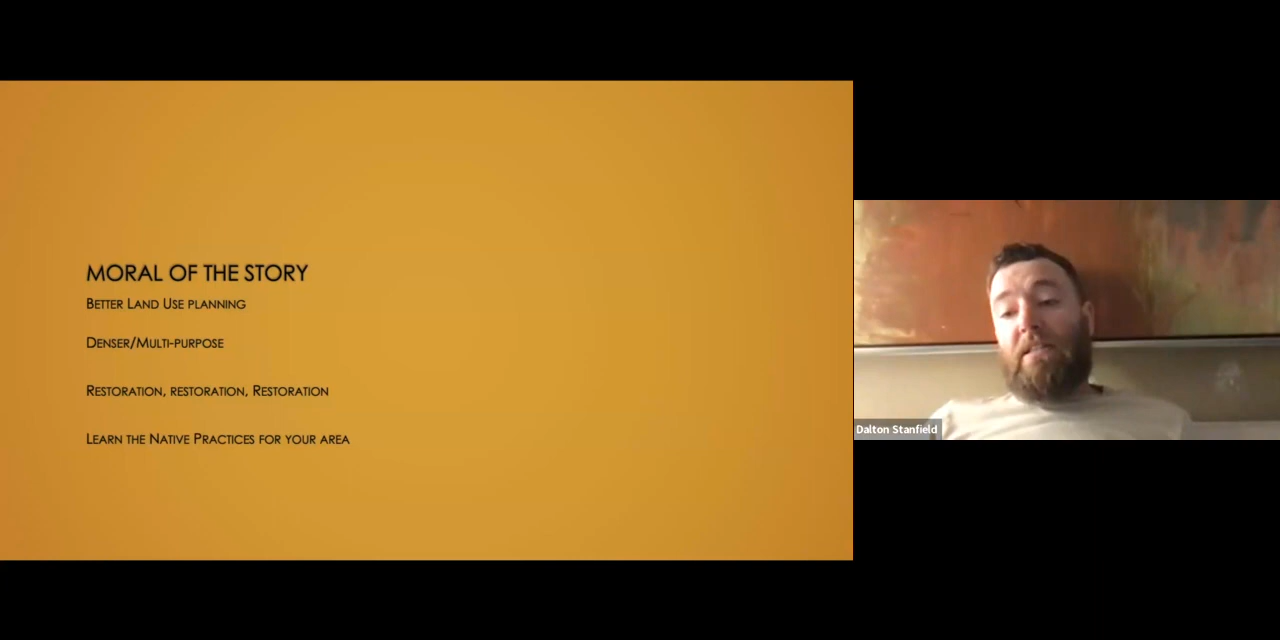 MORAL OF THE STORY
BETTER LAND USE PLANNING
DENSER/MULTI-PURPOSE
RESTORATION, RESTORATION, RESTORATION
LEARN THE NATIVE PRACTICES FOR YOUR AREA
Dalton Stanfield